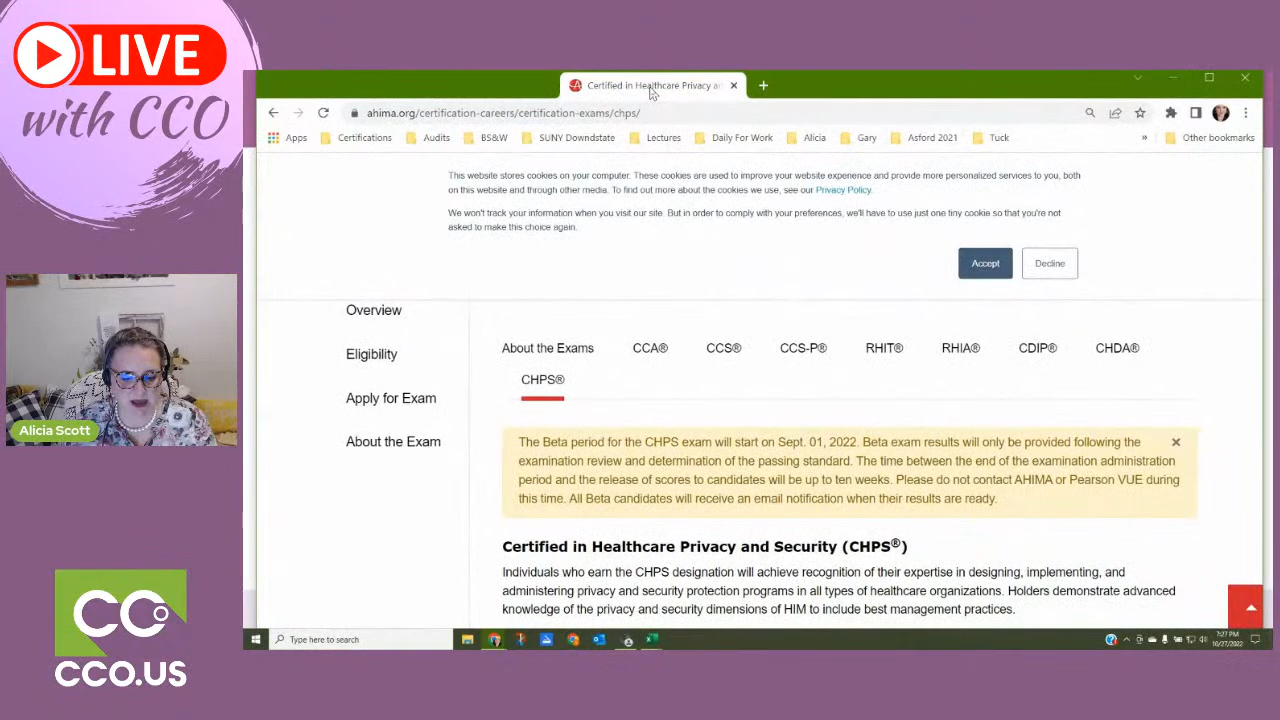 LIVE
with CCO
Certified in Healthcare Privacy an
ahima.org/certification-careers/certification-exams/chps/
Apps
Certifications
Audits
BS&W
SUNY Downstate
Lectures
Daily For Work
Alicia
Gary
Asford 2021
Tuck
»
Other bookmarks
This website stores cookies on your computer. These cookies are used to improve your website experience and provide more personalized services to you, both
on this website and through other media. To find out more about the cookies we use, see our Privacy Policy.
We won't track your information when you visit our site. But in order to comply with your preferences, we'll have to use just one tiny cookie so that you're not
asked to make this choice again.
Accept
Decline
Overview
Eligibility
Apply for Exam
About the Exam
About the Exams
CCA®
CCS®
CCS-P®
RHIT®
RHIA®
CDIP®
CHDA®
CHPS®
The Beta period for the CHPS exam will start on Sept. 01, 2022. Beta exam results will only be provided following the
examination review and determination of the passing standard. The time between the end of the examination administration
period and the release of scores to candidates will be up to ten weeks. Please do not contact AHIMA or Pearson VUE during
this time. All Beta candidates will receive an email notification when their results are ready.
Certified in Healthcare Privacy and Security (CHPS®)
Individuals who earn the CHPS designation will achieve recognition of their expertise in designing, implementing, and
administering privacy and security protection programs in all types of healthcare organizations. Holders demonstrate advanced
knowledge of the privacy and security dimensions of HIM to include best management practices.
Alicia Scott
CCO
CCO.US
Type here to search
7:27 PM
10/27/2022